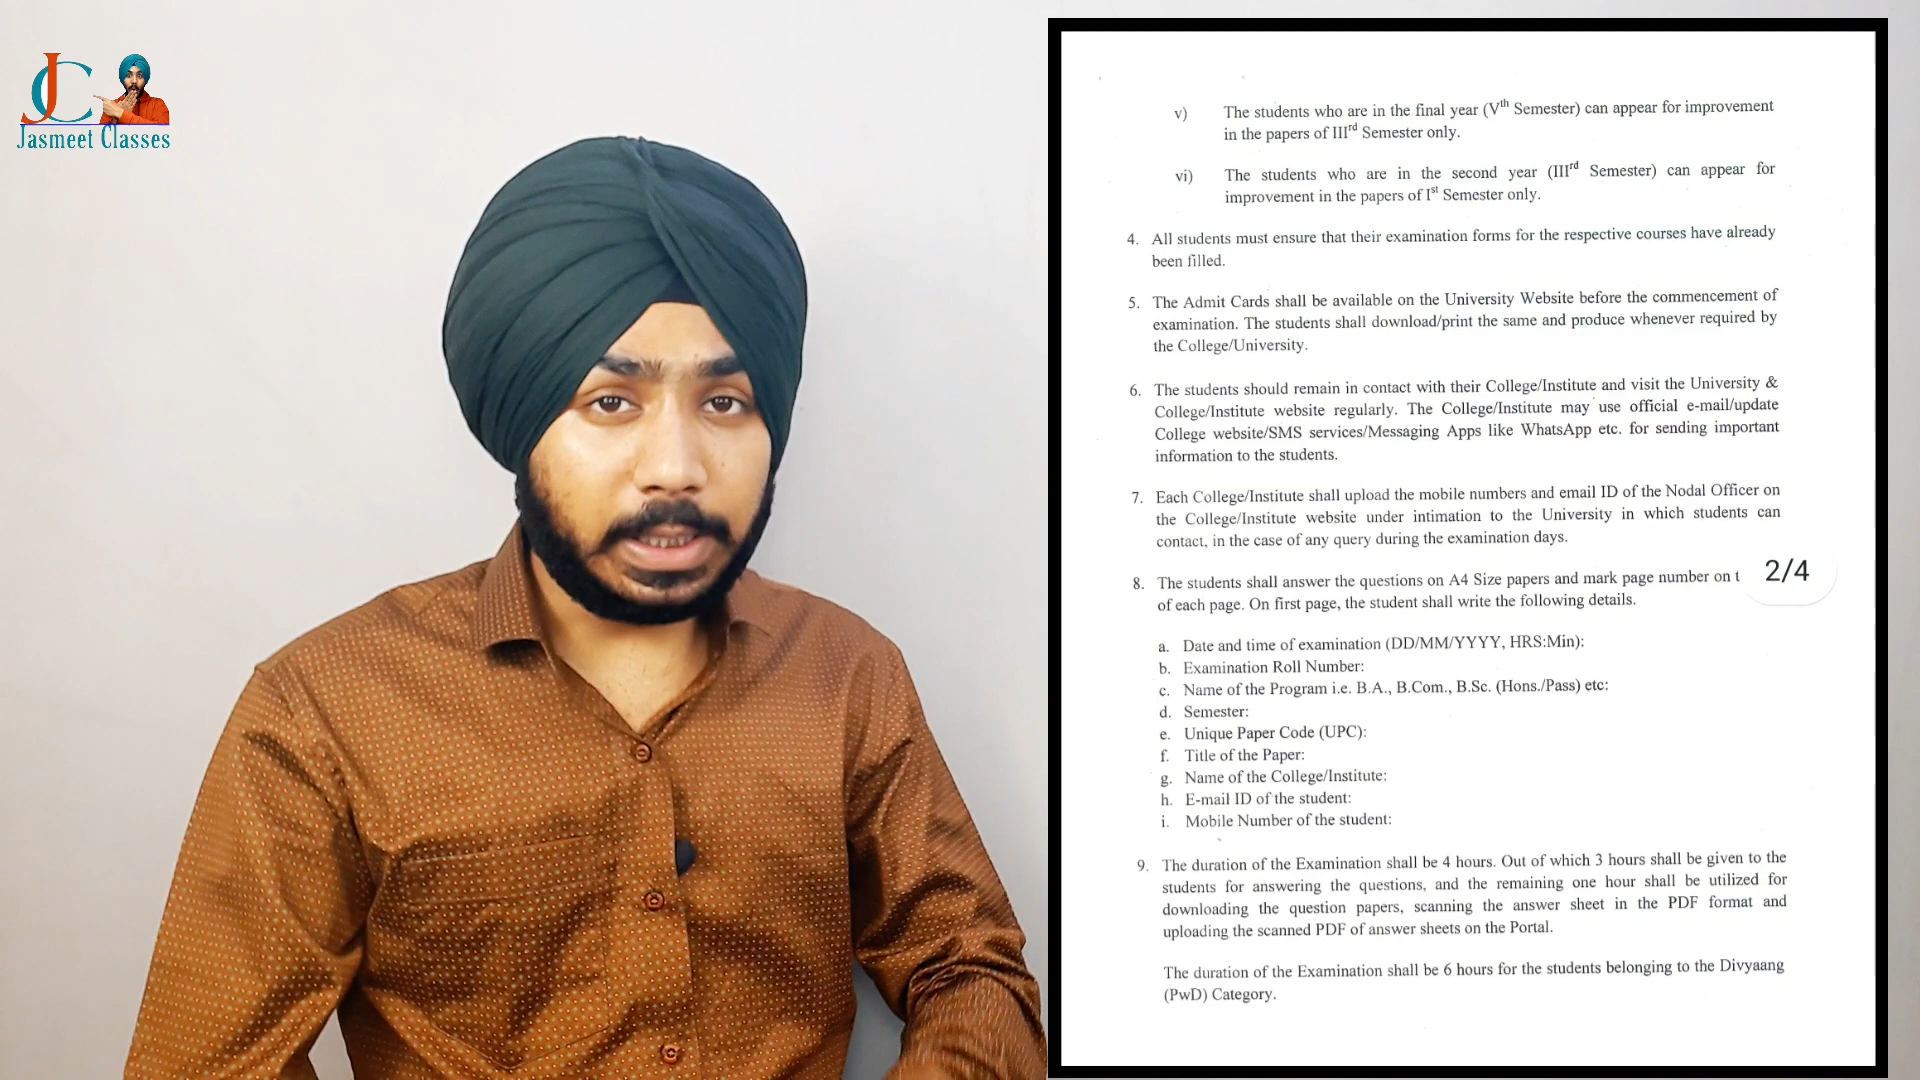 JC
Jasmeet Classes
v) The students who are in the final year (Vth Semester) can appear for improvement
in the papers of IIIrd Semester only.
vi) The students who are in the second year (IIIrd Semester) can appear for
improvement in the papers of Ist Semester only.
4. All students must ensure that their examination forms for the respective courses have already
been filled.
5. The Admit Cards shall be available on the University Website before the commencement of
examination. The students shall download/print the same and produce whenever required by
the College/University.
6. The students should remain in contact with their College/Institute and visit the University &
College/Institute website regularly. The College/Institute may use official e-mail/update
College website/SMS services/Messaging Apps like WhatsApp etc. for sending important
information to the students.
7. Each College/Institute shall upload the mobile numbers and email ID of the Nodal Officer on
the College/Institute website under intimation to the University in which students can
contact, in the case of any query during the examination days.
8. The students shall answer the questions on A4 Size papers and mark page number on t
2/4
of each page. On first page, the student shall write the following details.
a. Date and time of examination (DD/MM/YYYY, HRS:Min):
b. Examination Roll Number:
c. Name of the Program i.e. B.A., B.Com., B.Sc. (Hons./Pass) etc:
d. Semester:
e. Unique Paper Code (UPC):
f. Title of the Paper:
g. Name of the College/Institute:
h. E-mail ID of the student:
i. Mobile Number of the student:
9. The duration of the Examination shall be 4 hours. Out of which 3 hours shall be given to the
students for answering the questions, and the remaining one hour shall be utilized for
downloading the question papers, scanning the answer sheet in the PDF format and
uploading the scanned PDF of answer sheets on the Portal.
The duration of the Examination shall be 6 hours for the students belonging to the Divyaang
(PwD) Category.